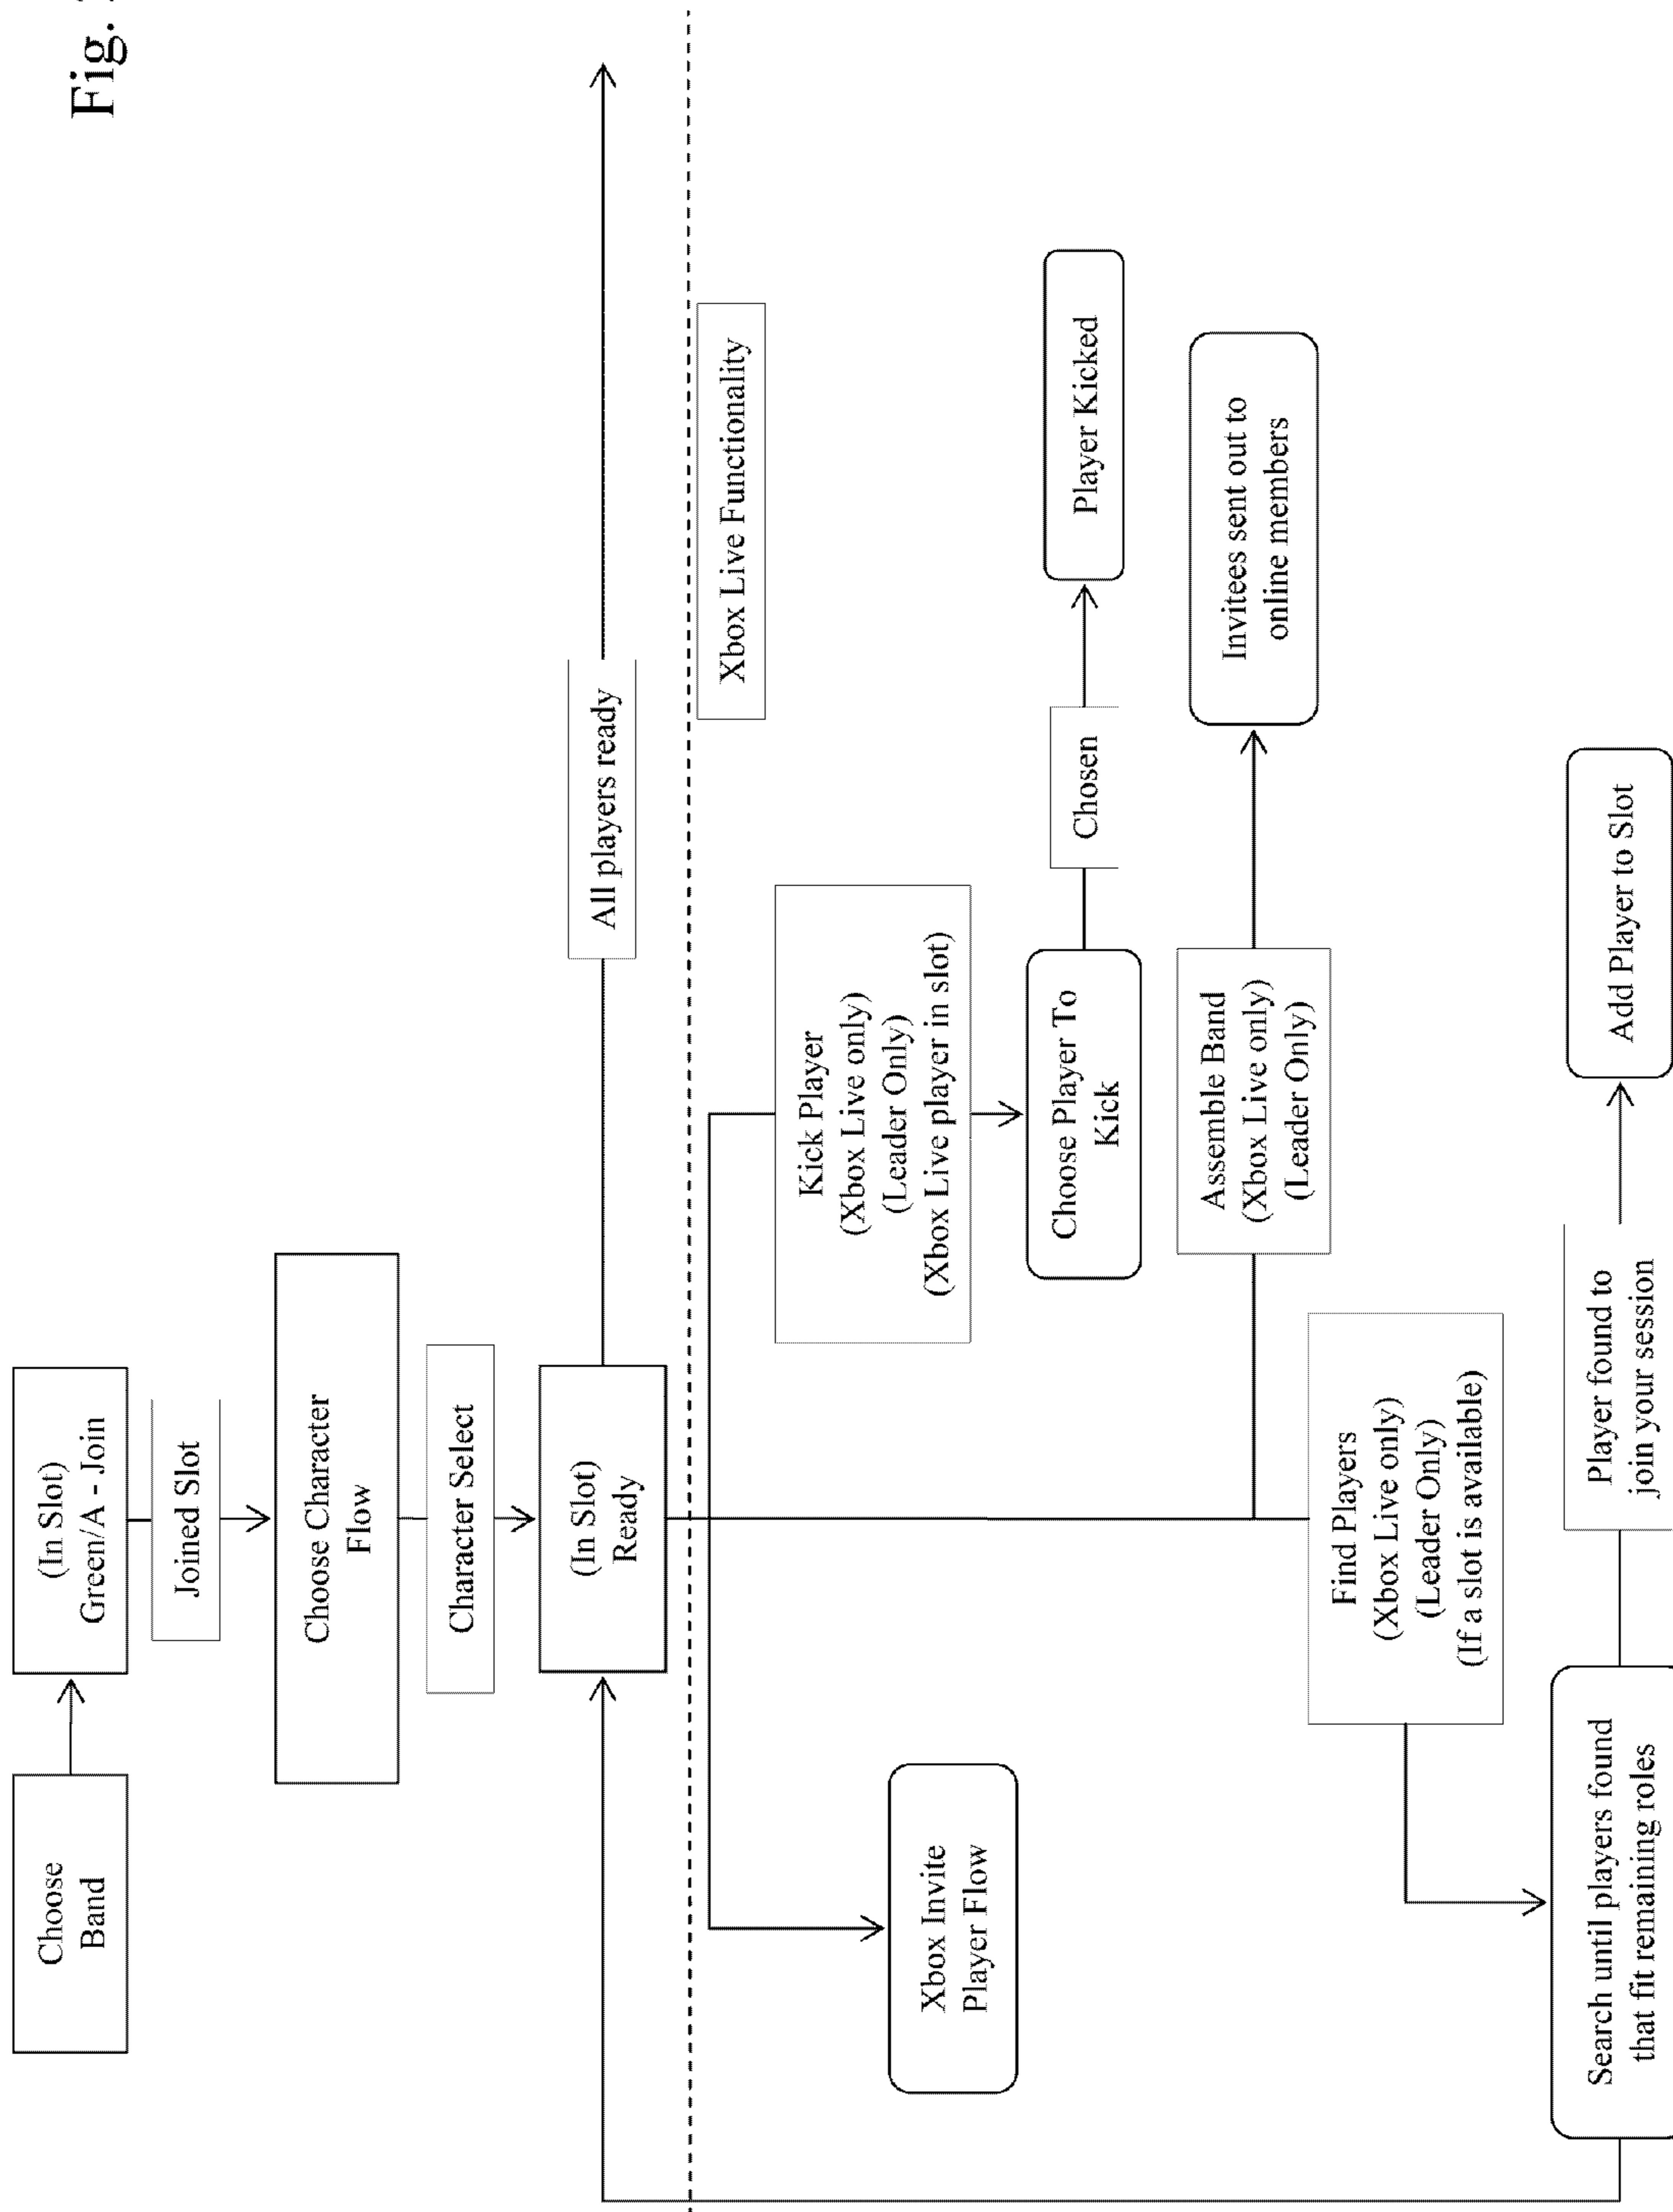 Fig.
Choose
Band
(In Slot)
Green/A - Join
Joined Slot
Choose Character
Flow
Character Select
(In Slot)
Ready
All players ready
Xbox Live Functionality
Xbox Invite
Player Flow
Kick Player
(Xbox Live only)
(Leader Only)
(Xbox Live player in slot)
Choose Player To
Kick
Chosen
Player Kicked
Assemble Band
(Xbox Live only)
(Leader Only)
Invitees sent out to
online members
Find Players
(Xbox Live only)
(Leader Only)
(If a slot is available)
Search until players found
that fit remaining roles
Player found to
join your session
Add Player to Slot